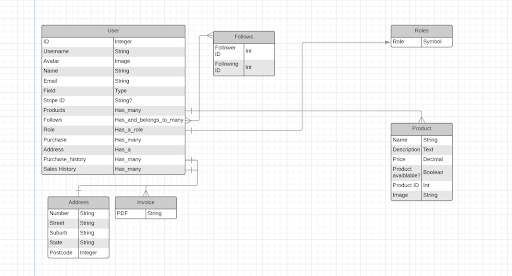 User
ID Integer
Username String
Avatar Image
Name String
Email String
Field Type
Stripe ID String?
Products Has_many
Follows Has_and_belongs_to_many
Role Has_a_role
Purchase Has_many
Address Has_a
Purchase_history Has_many
Sales History Has_many
Follows
Follower
ID Int
Following
ID Int
Roles
Role Symbol
Product
Name String
Description Text
Price Decimal
Product
available? Boolean
Product ID Int
Image String
Address
Number String
Street String
Suburb String
State String
Postcode Integer
Invoice
PDF String